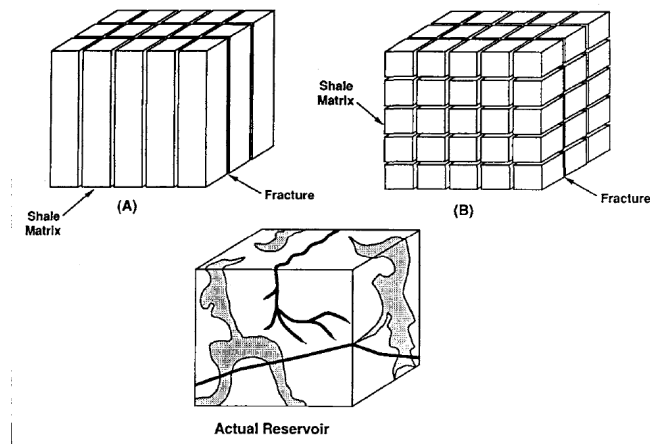 Shale
Matrix
(A)
Fracture
Shale
Matrix
(B)
Fracture
Actual Reservoir